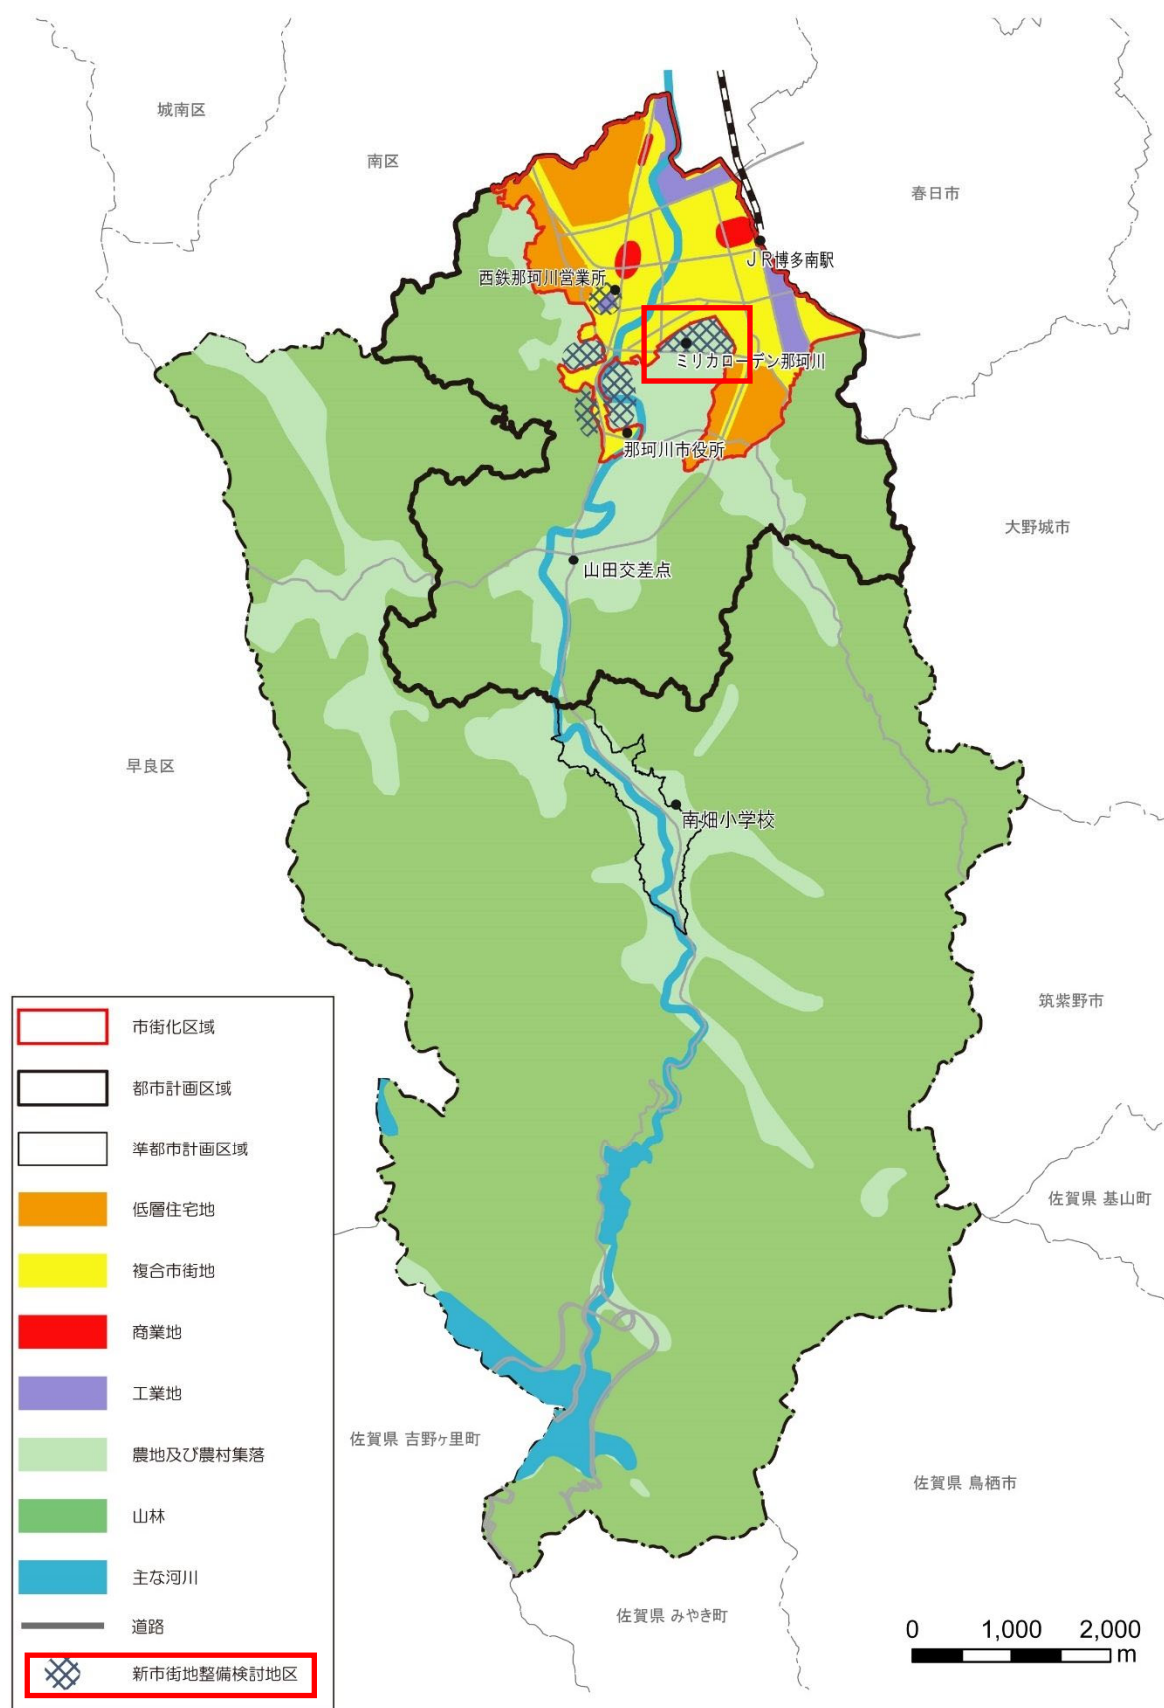 城南区
南区
春日市
JR博多南駅
西鉄那珂川営業所
ミリカローデン那珂川
那珂川市役所
大野城市
山田交差点
早良区
南畑小学校
筑紫野市
市街化区域
都市計画区域
準都市計画区域
低層住宅地
複合市街地
商業地
工業地
農地及び農村集落
山林
主な河川
道路
新市街地整備検討地区
佐賀県 基山町
佐賀県 吉野ヶ里町
佐賀県 鳥栖市
佐賀県 みやき町
0 1,000 2,000
m